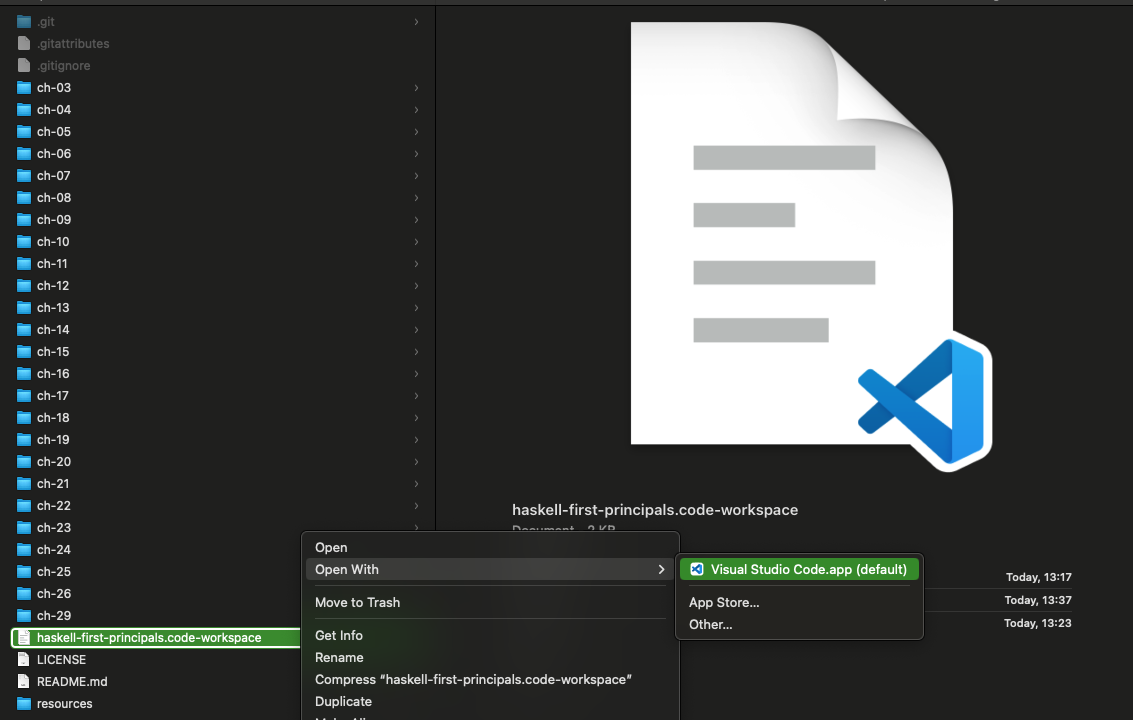 .git
.gitattributes
.gitignore
ch-03
ch-04
ch-05
ch-06
ch-07
ch-08
ch-09
ch-10
ch-11
ch-12
ch-13
ch-14
ch-15
ch-16
ch-17
ch-18
ch-19
ch-20
ch-21
ch-22
ch-23
ch-24
ch-25
ch-26
ch-29
haskell-first-principals.code-workspace
LICENSE
README.md
resources
haskell-first-principals.code-workspace
Document - 2 KB
Today, 13:17
Today, 13:37
Today, 13:23
Open
Open With
Move to Trash
Get Info
Rename
Compress “haskell-first-principals.code-workspace”
Duplicate
Visual Studio Code.app (default)
App Store...
Other...